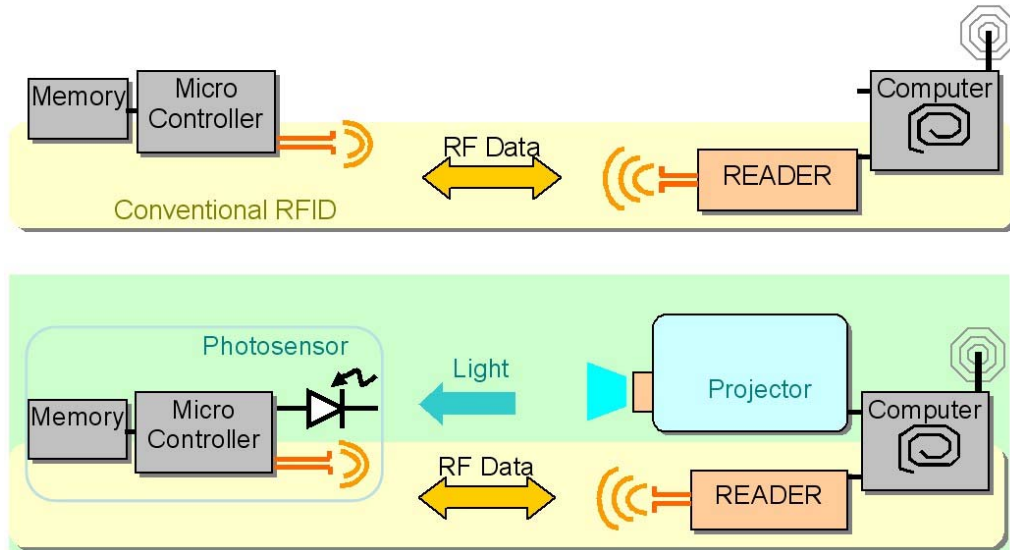 Memory
Micro
Controller
Computer
RF Data
READER
Conventional RFID
Photosensor
Light
Projector
Memory
Micro
Controller
Computer
RF Data
READER